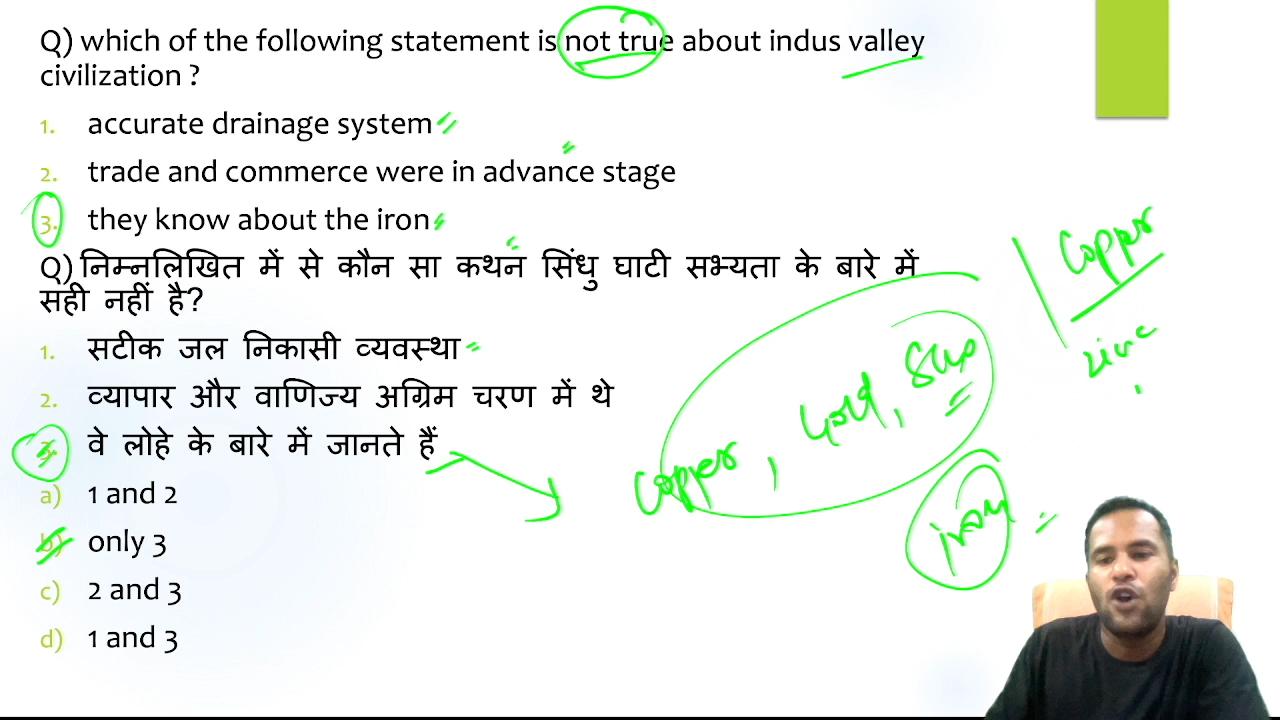 Q) which of the following statement is not true about indus valley
civilization ?
1. accurate drainage system
2. trade and commerce were in advance stage
3. they know about the iron
Q) निम्नलिखित में से कौन सा कथन सिंधु घाटी सभ्यता के बारे में
सही नहीं है?
1. सटीक जल निकासी व्यवस्था
2. व्यापार और वाणिज्य अग्रिम चरण में थे
3. वे लोहे के बारे में जानते हैं
a) 1 and 2
b) only 3
c) 2 and 3
d) 1 and 3
Copper
zinc
Copper, Gold,
iron